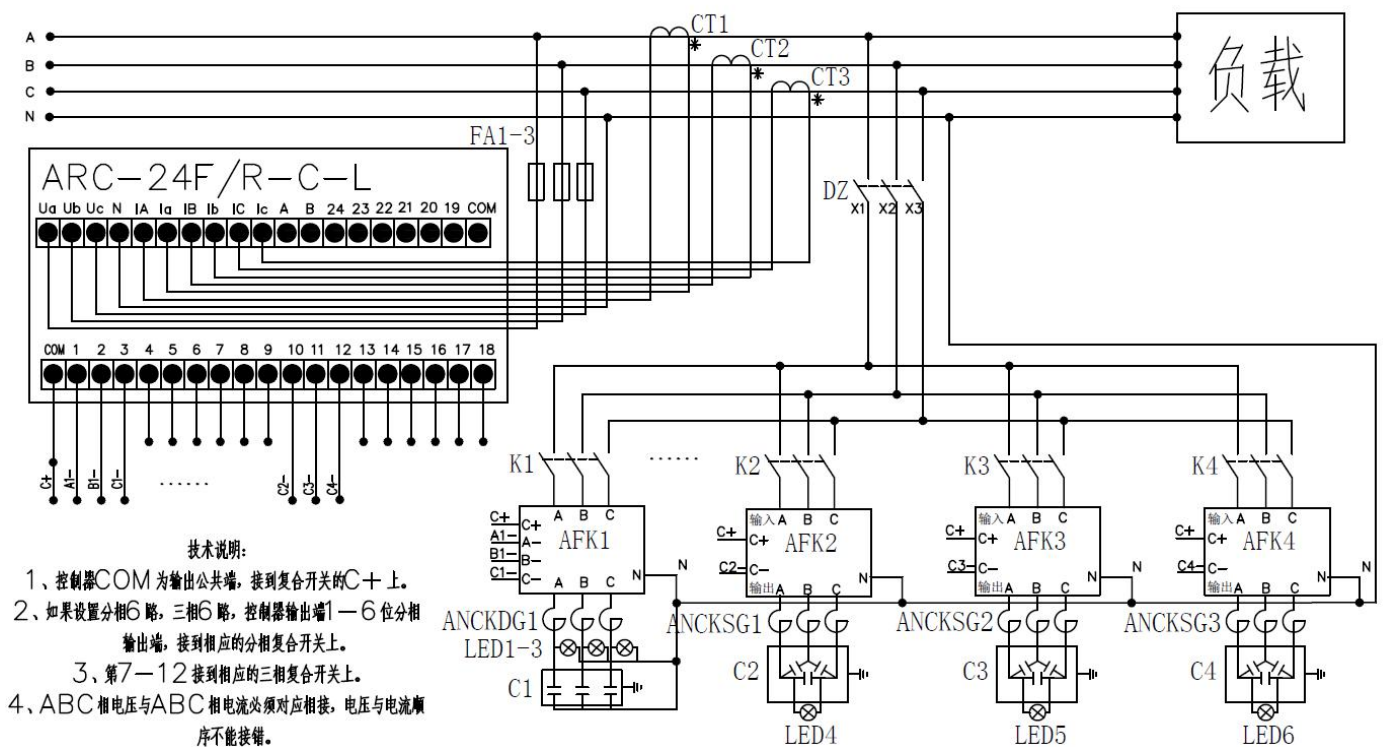 A
B
C
N
CT1
CT2
CT3
负载
FA1-3
ARC-24F/R-C-L
Ua Ub Uc N IA Ia IB Ib IC Ic A B 24 23 22 21 20 19 COM
DZ
X1 X2 X3
COM 1 2 3 4 5 6 7 8 9 10 11 12 13 14 15 16 17 18
C+ A1- B1- C1- ...... C2- C3- C4-
K1 ...... K2 K3 K4
C+ C+ A B C
A1- A- AFK1
B1- B-
C1- C- N N
A B C
输入 A B C
C+ C+ AFK2
C2- C- N N
输出 A B C
输入 A B C
C+ C+ AFK3
C3- C- N N
输出 A B C
输入 A B C
C+ C+ AFK4
C4- C- N N
输出 A B C
ANCKDG1 ANCKSG1 ANCKSG2 ANCKSG3
LED1-3
C1 C2 C3 C4
LED4 LED5 LED6
技术说明:
1、控制器COM为输出公共端，接到复合开关的C+上。
2、如果设置分相6路，三相6路，控制器输出端1-6位分相
输出端，接到相应的分相复合开关上。
3、第7-12接到相应的三相复合开关上。
4、ABC相电压与ABC相电流必须对应相接，电压与电流顺
序不能接错。